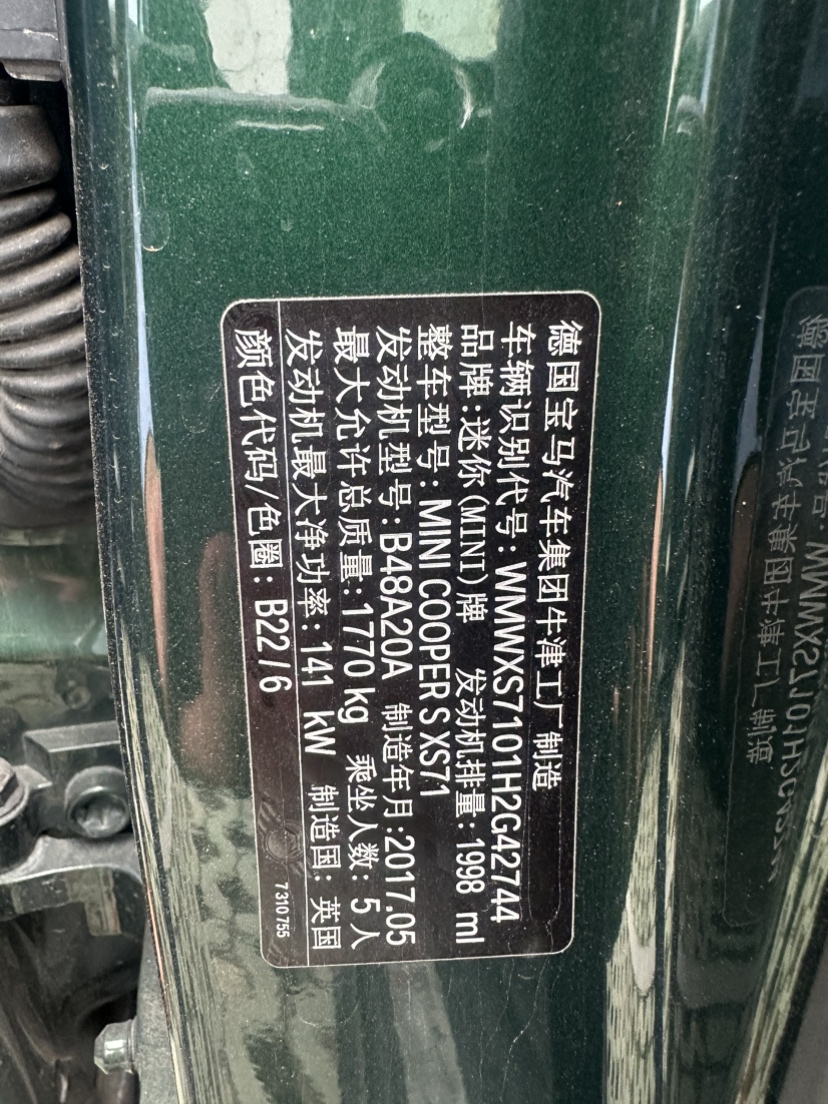 德国宝马汽车集团牛津工厂制造
车辆识别代号: WMWXS7101H2G42744
品牌:迷你(MINI)牌 发动机排量: 1998 ml
整车型号: MINI COOPER S XS71
发动机型号:B48A20A 制造年月:2017.05
最大允许总质量:1770 kg 乘坐人数: 5 人
发动机最大净功率: 141 kW 制造国: 英国
颜色代码/色圈: B22 / 6
7 310 755